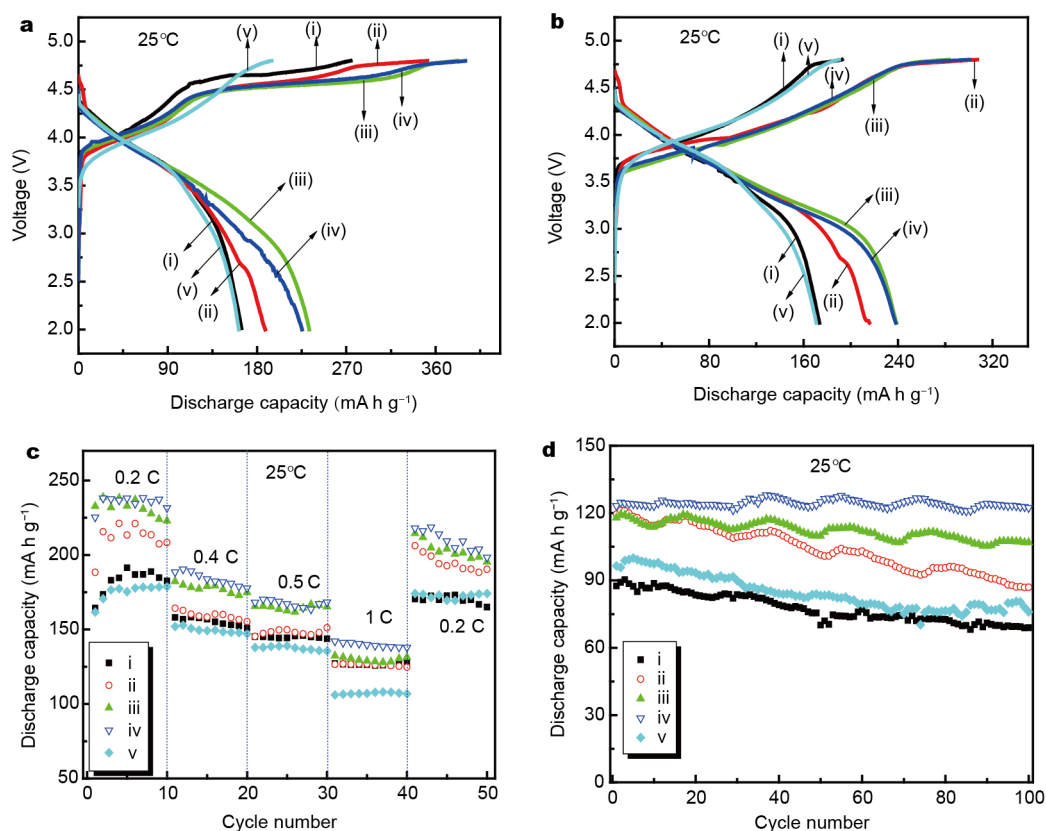 a
25°C
(v)
(i)
(ii)
5.0
4.5
4.0
3.5
3.0
2.5
2.0
Voltage (V)
(iii)
(iv)
(iii)
(iv)
(i)
(v)
(ii)
0
90
180
270
360
Discharge capacity (mA h g⁻¹)
b
25°C
(i)
(v)
(iv)
(ii)
(iii)
5.0
4.5
4.0
3.5
3.0
2.5
2.0
Voltage (V)
(iii)
(iv)
(i)
(ii)
(v)
0
80
160
240
320
Discharge capacity (mA h g⁻¹)
c
25°C
0.2 C
0.4 C
0.5 C
1 C
0.2 C
250
200
150
100
50
Discharge capacity (mA h g⁻¹)
i
ii
iii
iv
v
0
10
20
30
40
50
Cycle number
d
25°C
150
120
90
60
30
0
Discharge capacity (mA h g⁻¹)
i
ii
iii
iv
v
0
10
20
30
40
50
60
70
80
90
100
Cycle number